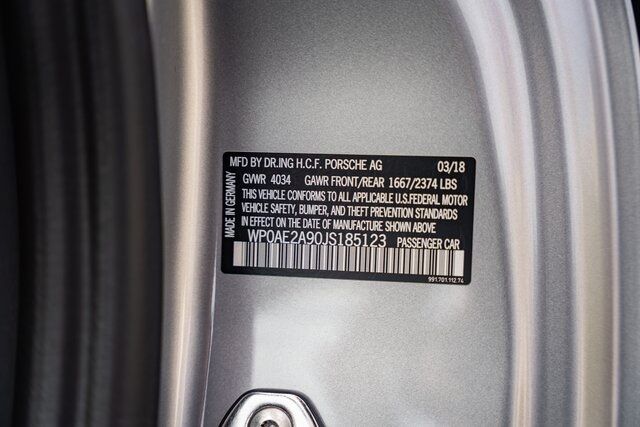 MFD BY DR.ING H.C.F. PORSCHE AG 03/18
GVWR 4034 GAWR FRONT/REAR 1667/2374 LBS
THIS VEHICLE CONFORMS TO ALL APPLICABLE U.S.FEDERAL MOTOR
VEHICLE SAFETY, BUMPER, AND THEFT PREVENTION STANDARDS
IN EFFECT ON THE DATE OF MANUFACTURE SHOWN ABOVE
WP0AE2A90JS185123 PASSENGER CAR
MADE IN GERMANY
991.701.112.74